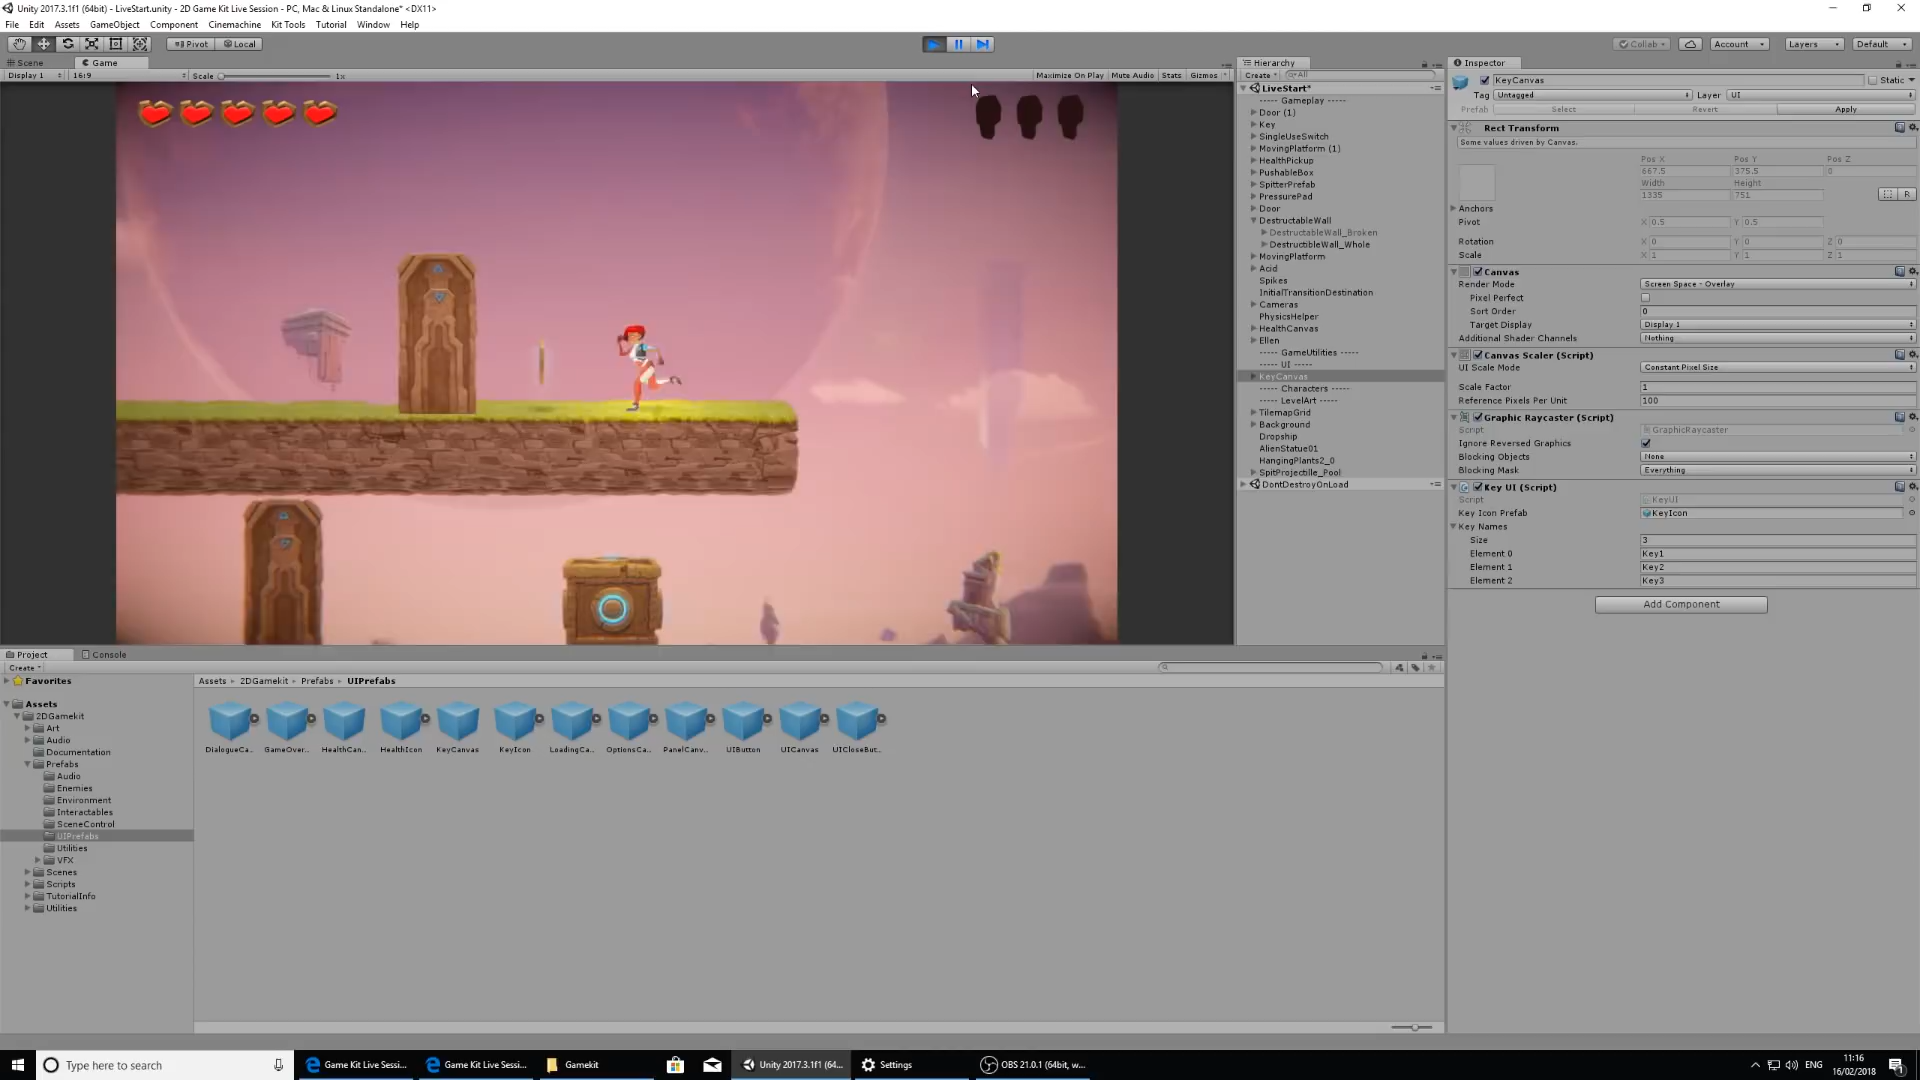 Unity 2017.3.1f1 (64bit) - LiveStart.unity - 2D Game Kit Live Session - PC, Mac & Linux Standalone* <DX11>
File Edit Assets GameObject Component Cinemachine Kit Tools Tutorial Window Help
Pivot Local Collab Account Layers Default
Scene Game
Display 1 16:9 Scale 1x Maximize On Play Mute Audio Stats Gizmos
Hierarchy
Create All
LiveStart*
----- Gameplay -----
Door (1)
Key
SingleUseSwitch
MovingPlatform (1)
HealthPickup
PushableBox
SpitterPrefab
PressurePad
Door
DestructableWall
DestructableWall_Broken
DestructibleWall_Whole
MovingPlatform
Acid
Spikes
InitialTransitionDestination
Cameras
PhysicsHelper
HealthCanvas
Ellen
----- GameUtilities -----
----- UI -----
KeyCanvas
----- Characters -----
----- LevelArt -----
TilemapGrid
Background
Dropship
AlienStatue01
HangingPlants2_0
SpitProjectile_Pool
DontDestroyOnLoad
Inspector
KeyCanvas Static
Tag Untagged Layer UI
Prefab Select Revert Apply
Rect Transform
Some values driven by Canvas.
Pos X Pos Y Pos Z
667.5 375.5 0
Width Height
1335 751
R
Anchors
Pivot X 0.5 Y 0.5
Rotation X 0 Y 0 Z 0
Scale X 1 Y 1 Z 1
Canvas
Render Mode Screen Space - Overlay
Pixel Perfect
Sort Order 0
Target Display Display 1
Additional Shader Channels Nothing
Canvas Scaler (Script)
UI Scale Mode Constant Pixel Size
Scale Factor 1
Reference Pixels Per Unit 100
Graphic Raycaster (Script)
Script GraphicRaycaster
Ignore Reversed Graphics
Blocking Objects None
Blocking Mask Everything
Key UI (Script)
Script KeyUI
Key Icon Prefab KeyIcon
Key Names
Size 3
Element 0 Key1
Element 1 Key2
Element 2 Key3
Add Component
Project Console
Create
Favorites
Assets
2DGamekit
Art
Audio
Documentation
Prefabs
Audio
Enemies
Environment
Interactables
SceneControl
UIPrefabs
Utilities
VFX
Scenes
Scripts
TutorialInfo
Utilities
Assets 2DGamekit Prefabs UIPrefabs
DialogueCa... GameOver... HealthCan... HealthIcon KeyCanvas KeyIcon LoadingCa... OptionsCa... PanelCanv... UIButton UICanvas UICloseBut...
Type here to search Game Kit Live Sessi... Game Kit Live Sessi... Gamekit Unity 2017.3.1f1 (64... Settings OBS 21.0.1 (64bit, w... ENG 11:16
16/02/2018